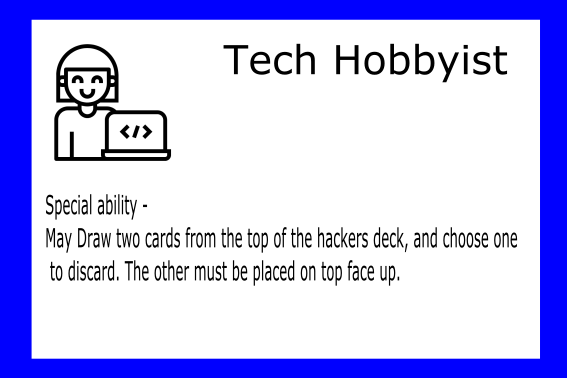 Tech Hobbyist
</>
Special ability -
May Draw two cards from the top of the hackers deck, and choose one
to discard. The other must be placed on top face up.